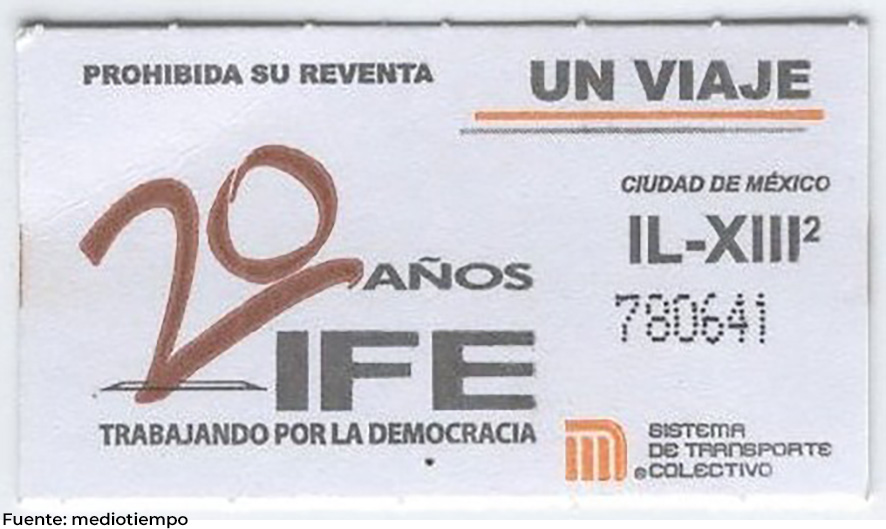 PROHIBIDA SU REVENTA
UN VIAJE
20 AÑOS
IFE
TRABAJANDO POR LA DEMOCRACIA
CIUDAD DE MÉXICO
IL-XIII²
780641
SISTEMA
DE TRANSPORTE
COLECTIVO
Fuente: mediotiempo